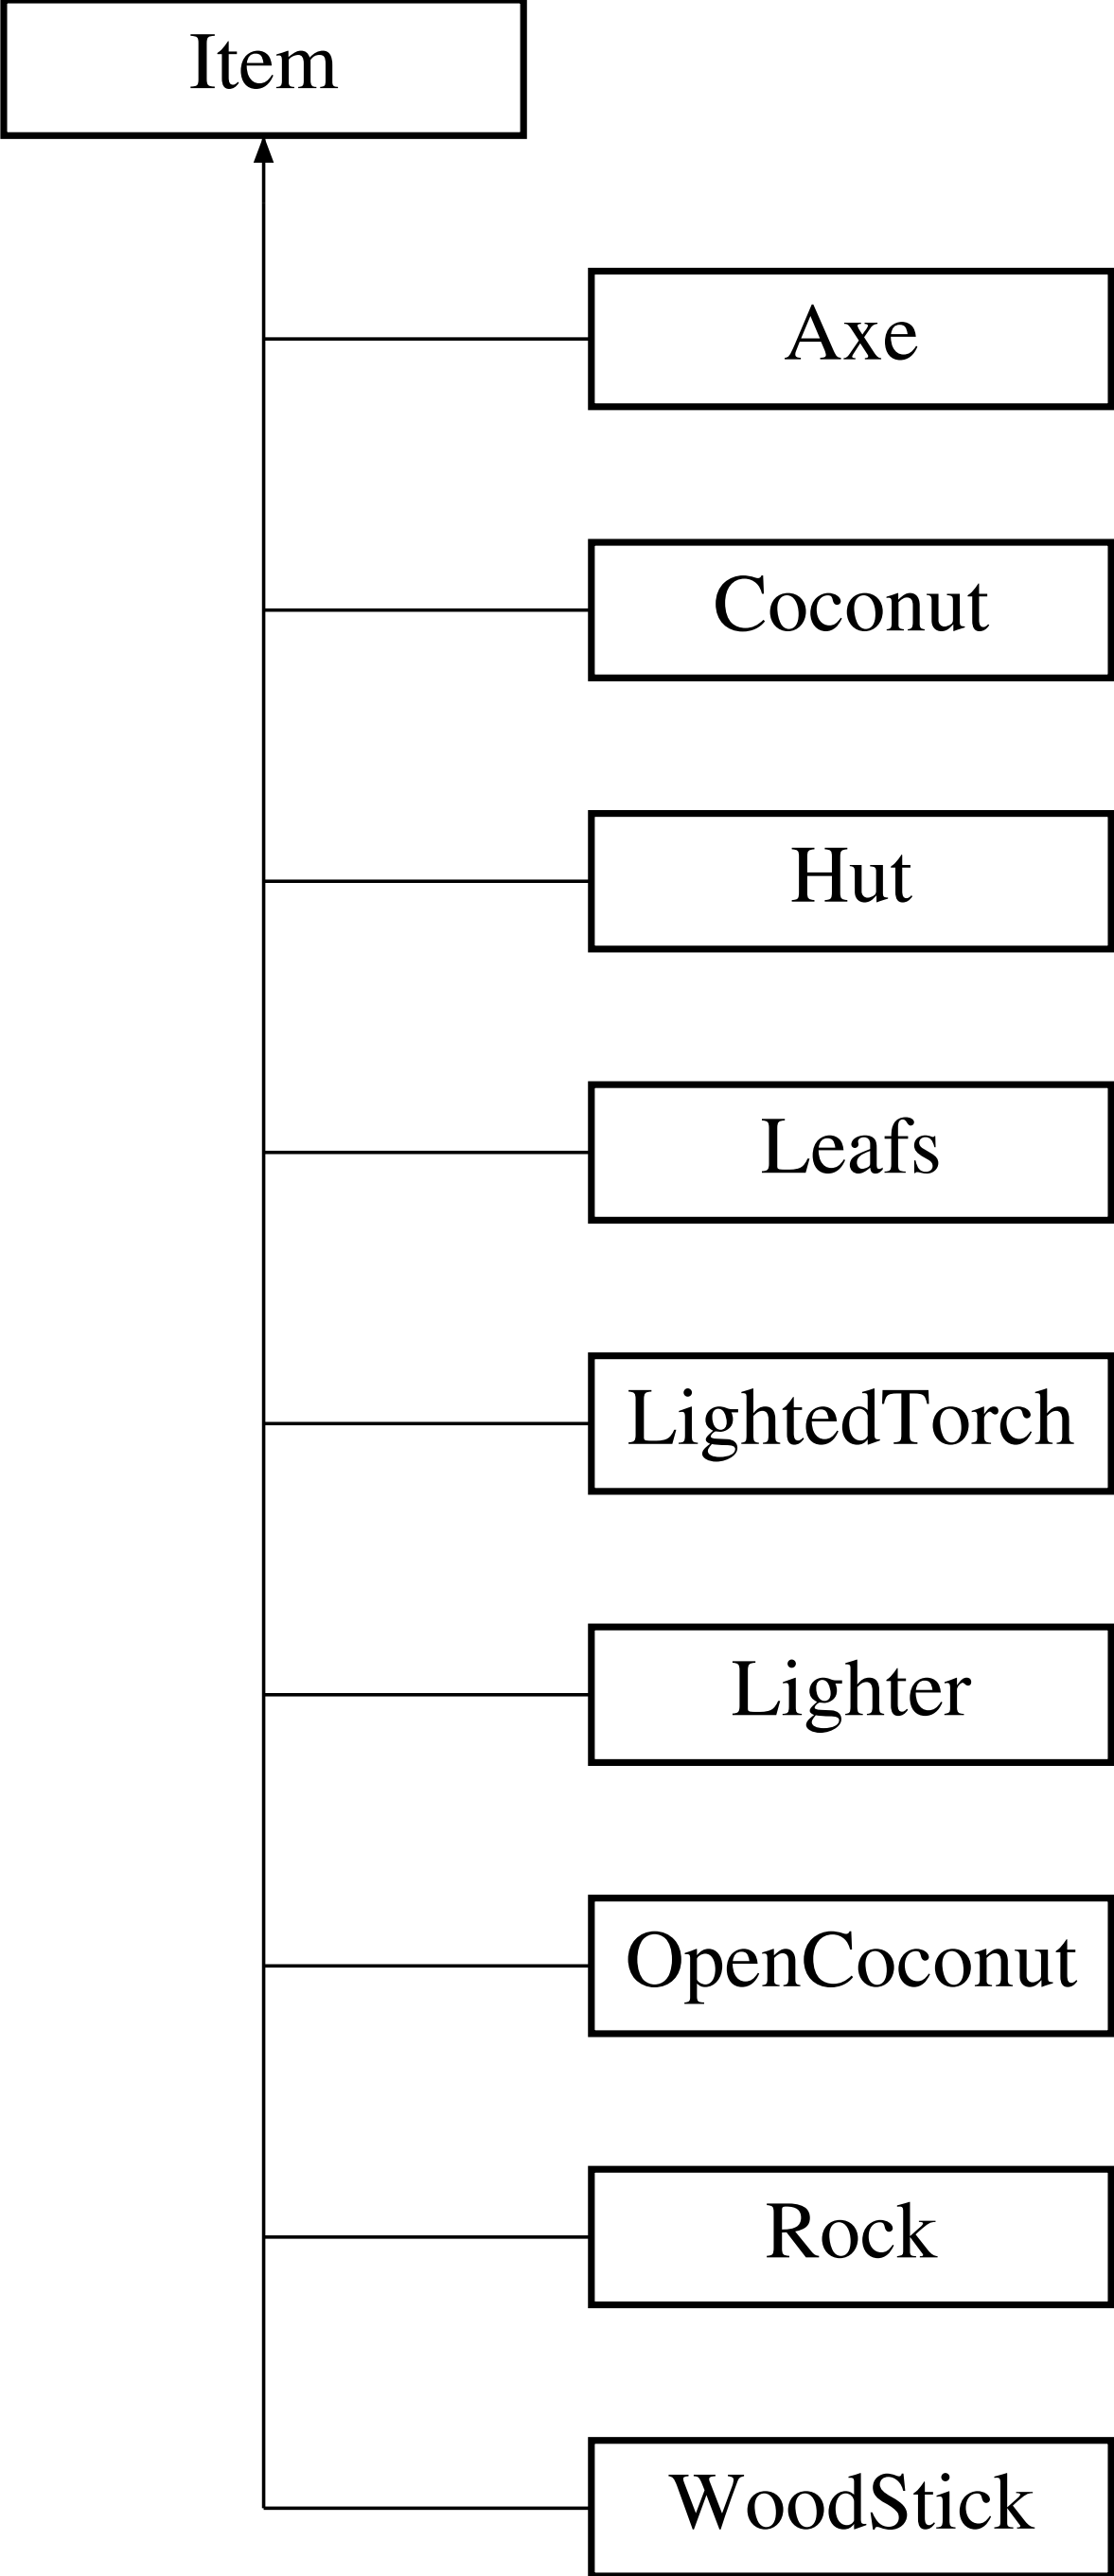 Item
Axe
Coconut
Hut
Leafs
LightedTorch
Lighter
OpenCoconut
Rock
WoodStick